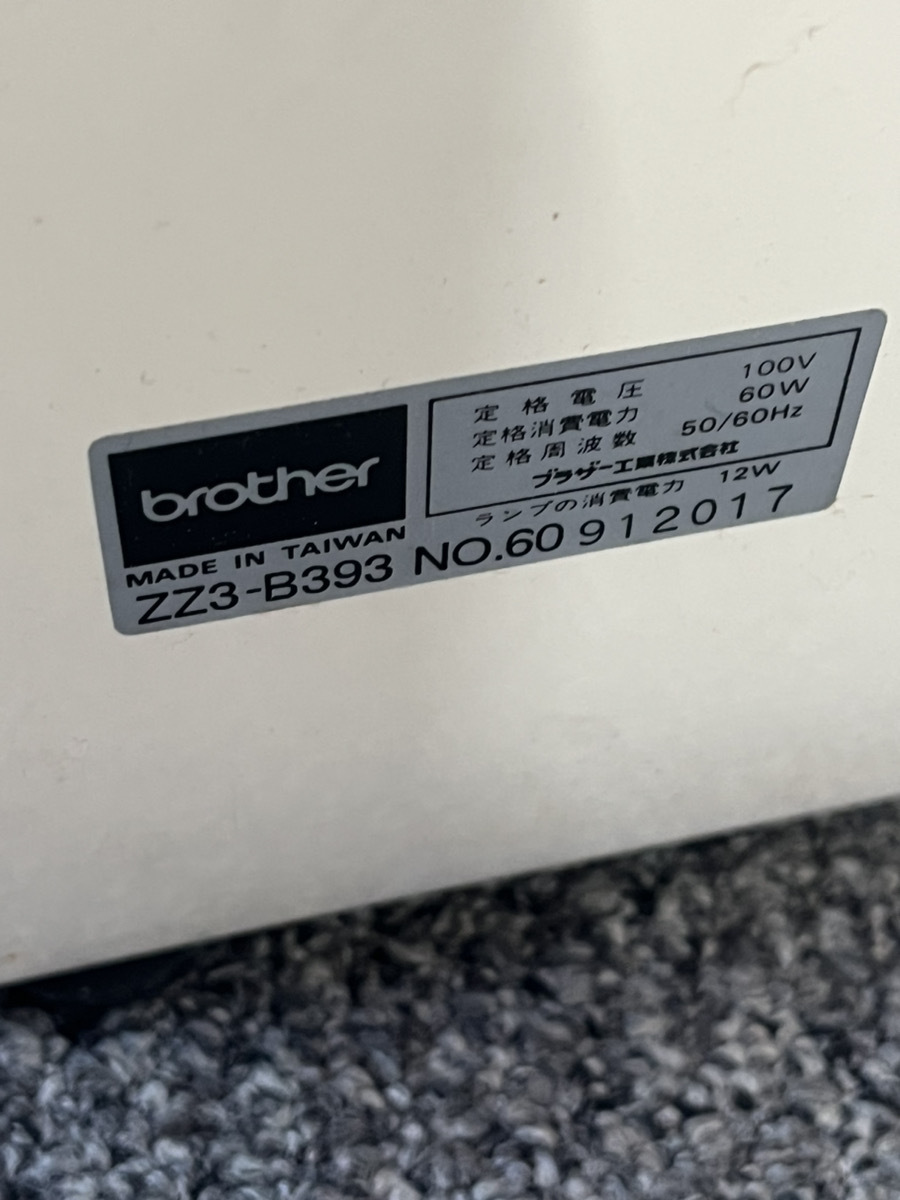 brother
MADE IN TAIWAN
ZZ3-B393 NO.60912017
定格電圧 100V
定格消費電力 60W
定格周波数 50/60Hz
ブラザー工業株式会社
ランプの消費電力 12W